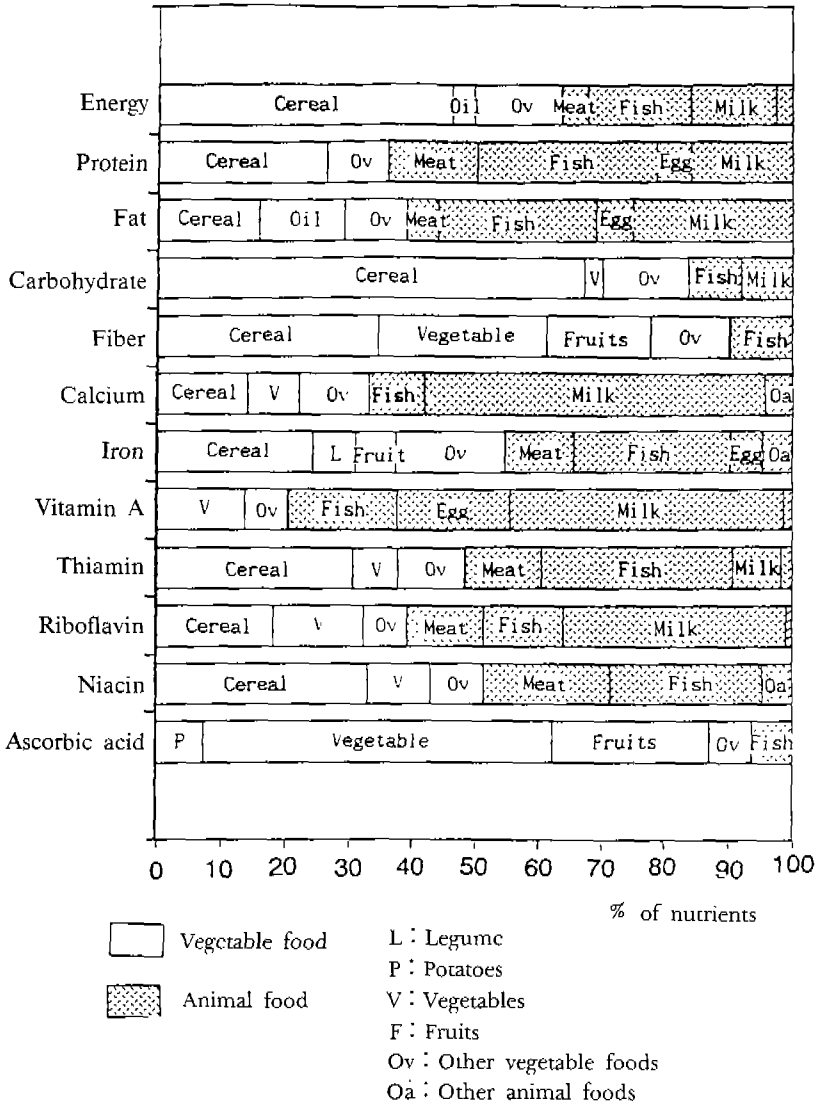 Energy Cereal Oil Ov Meat Fish Milk
Protein Cereal Ov Meat Fish Egg Milk
Fat Cereal Oil Ov Meat Fish Egg Milk
Carbohydrate Cereal V Ov Fish Milk
Fiber Cereal Vegetable Fruits Ov Fish
Calcium Cereal V Ov Fish Milk Oa
Iron Cereal L Fruit Ov Meat Fish Egg Oa
Vitamin A V Ov Fish Egg Milk
Thiamin Cereal V Ov Meat Fish Milk
Riboflavin Cereal V Ov Meat Fish Milk
Niacin Cereal V Ov Meat Fish Oa
Ascorbic acid P Vegetable Fruits Ov Fish
0 10 20 30 40 50 60 70 80 90 100
% of nutrients
Vegetable food
Animal food
L : Legume
P : Potatoes
V : Vegetables
F : Fruits
Ov : Other vegetable foods
Oa : Other animal foods